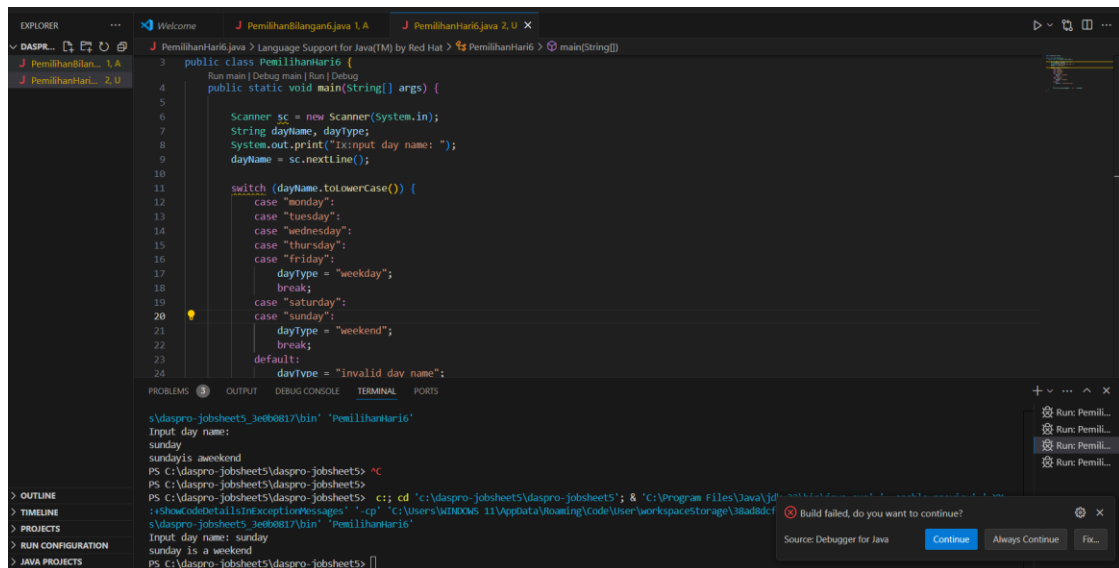 EXPLORER ...
Welcome
J PemilihanBilangan6.java 1, A
J PemilihanHari6.java 2, U
DASPR...
J PemilihanBilan... 1, A
J PemilihanHari... 2, U
J PemilihanHari6.java > Language Support for Java(TM) by Red Hat > PemilihanHari6 > main(String[])
3 public class PemilihanHari6 {
Run main | Debug main | Run | Debug
4 public static void main(String[] args) {
5
6 Scanner sc = new Scanner(System.in);
7 String dayName, dayType;
8 System.out.print("Ix:nput day name: ");
9 dayName = sc.nextLine();
10
11 switch (dayName.toLowerCase()) {
12 case "monday":
13 case "tuesday":
14 case "wednesday":
15 case "thursday":
16 case "friday":
17 dayType = "weekday";
18 break;
19 case "saturday":
20 case "sunday":
21 dayType = "weekend";
22 break;
23 default:
24 dayType = "invalid day name";
PROBLEMS 3 OUTPUT DEBUG CONSOLE TERMINAL PORTS
s\daspro-jobsheet5_3e0b0817\bin' 'PemilihanHari6'
Input day name:
sunday
sundayis aweekend
PS C:\daspro-jobsheet5\daspro-jobsheet5> ^C
PS C:\daspro-jobsheet5\daspro-jobsheet5>
PS C:\daspro-jobsheet5\daspro-jobsheet5> c:; cd 'c:\daspro-jobsheet5\daspro-jobsheet5'; & 'C:\Program Files\Java\
:+ShowCodeDetailsInExceptionMessages' '-cp' 'C:\Users\WINDOWS 11\AppData\Roaming\Code\User\workspaceStorage\38ad8dcf
s\daspro-jobsheet5_3e0b0817\bin' 'PemilihanHari6'
Input day name: sunday
sunday is a weekend
PS C:\daspro-jobsheet5\daspro-jobsheet5>
Run: Pemili...
Run: Pemili...
Run: Pemili...
Run: Pemili...
OUTLINE
TIMELINE
PROJECTS
RUN CONFIGURATION
JAVA PROJECTS
Build failed, do you want to continue?
Source: Debugger for Java
Continue
Always Continue
Fix...